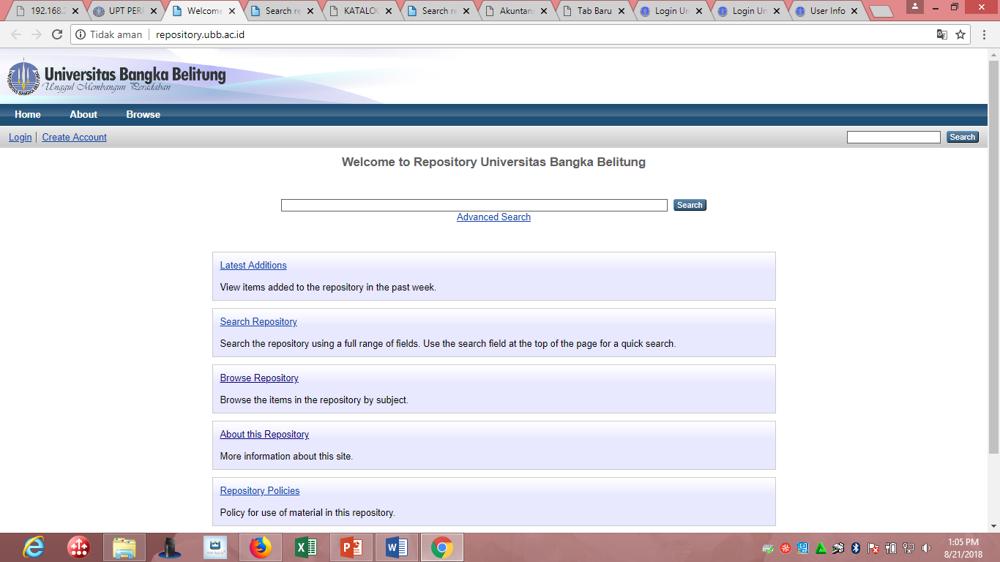 192.168.
UPT PER
Welcome
Search re
KATALOG
Search re
Akuntan
Tab Baru
Login Un
Login Un
User Info
Tidak aman
repository.ubb.ac.id
Universitas Bangka Belitung
Unggul Membangun Peradaban
Home About Browse
Login Create Account Search
Welcome to Repository Universitas Bangka Belitung
Search
Advanced Search
Latest Additions
View items added to the repository in the past week.
Search Repository
Search the repository using a full range of fields. Use the search field at the top of the page for a quick search.
Browse Repository
Browse the items in the repository by subject.
About this Repository
More information about this site.
Repository Policies
Policy for use of material in this repository.
1:05 PM
8/21/2018